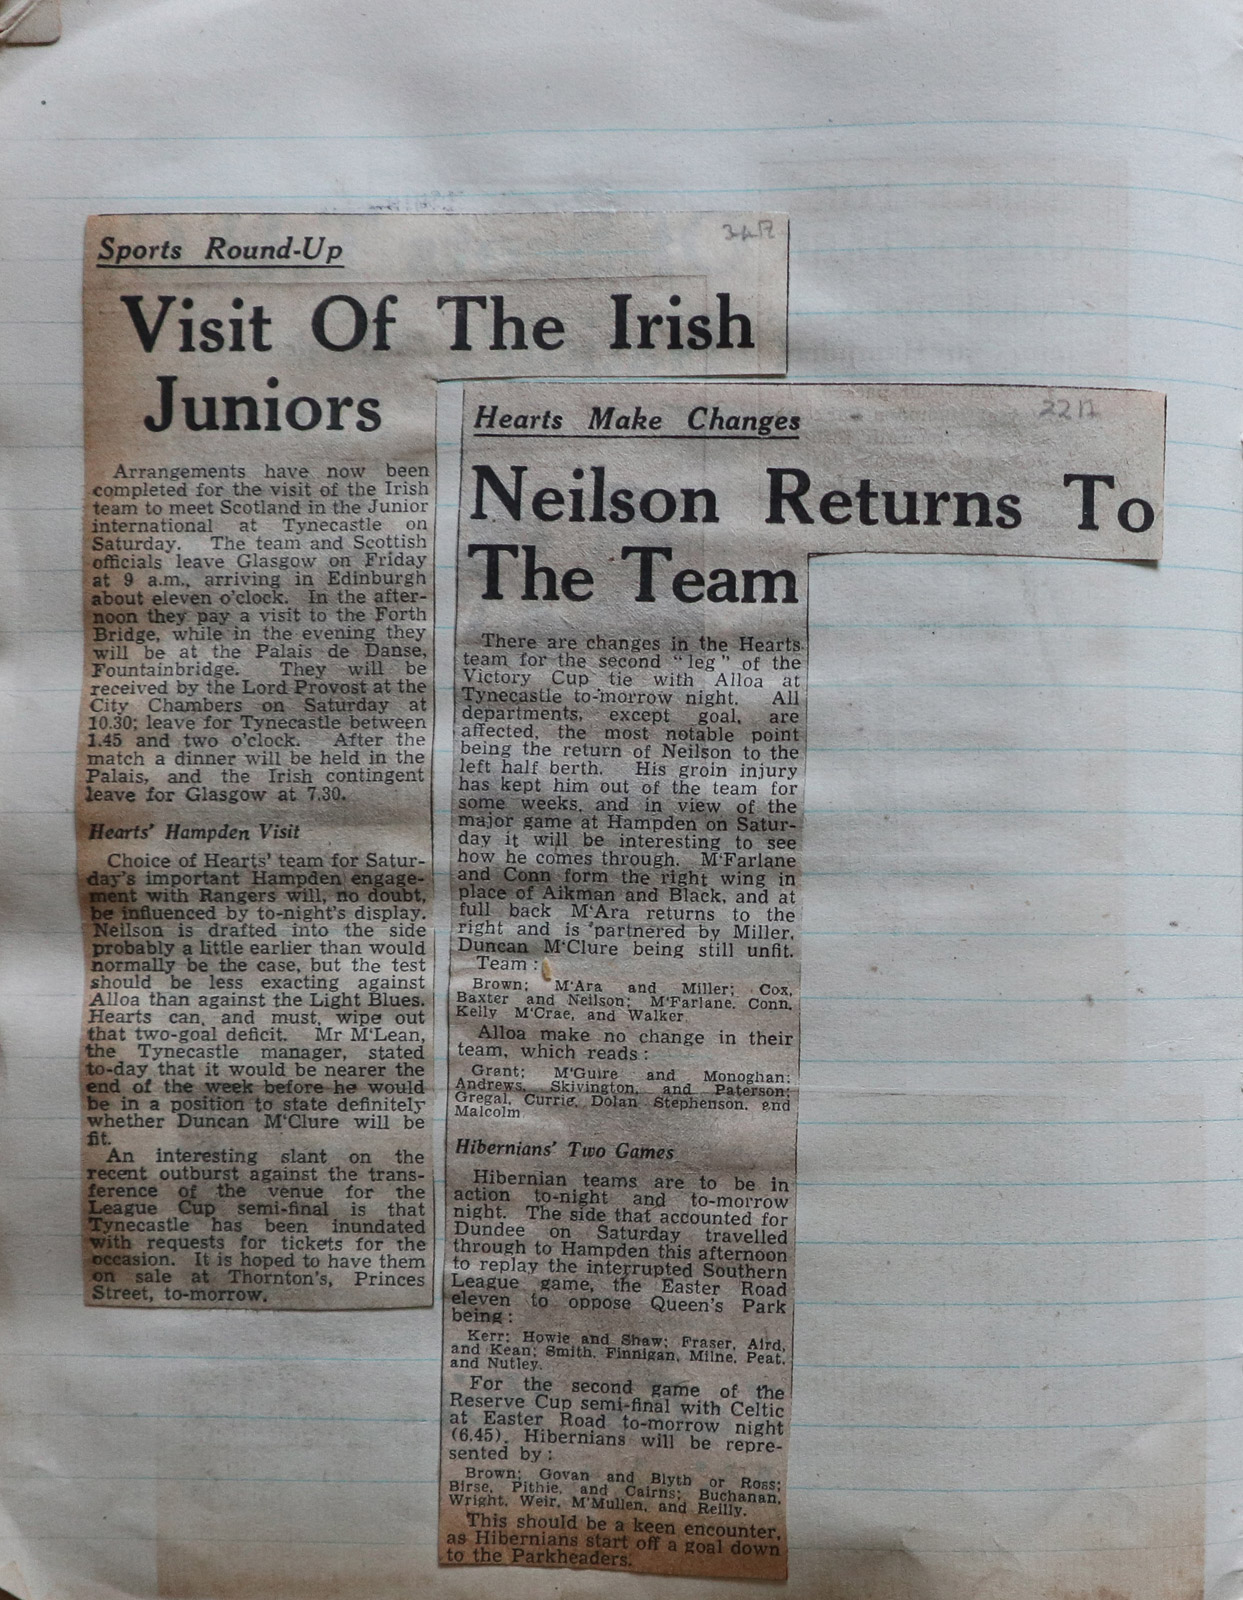 Sports Round-Up
Visit Of The Irish
Juniors
Arrangements have now been
completed for the visit of the Irish
team to meet Scotland in the Junior
international at Tynecastle on
Saturday. The team and Scottish
officials leave Glasgow on Friday
at 9 a.m., arriving in Edinburgh
about eleven o'clock. In the after-
noon they pay a visit to the Forth
Bridge, while in the evening they
will be at the Palais de Danse,
Fountainbridge. They will be
received by the Lord Provost at the
City Chambers on Saturday at
10.30; leave for Tynecastle between
1.45 and two o'clock. After the
match a dinner will be held in the
Palais, and the Irish contingent
leave for Glasgow at 7.30.
Hearts' Hampden Visit
Choice of Hearts' team for Satur-
day's important Hampden engage-
ment with Rangers will, no doubt,
be influenced by to-night's display.
Neilson is drafted into the side
probably a little earlier than would
normally be the case, but the test
should be less exacting against
Alloa than against the Light Blues.
Hearts can, and must, wipe out
that two-goal deficit. Mr M'Lean,
the Tynecastle manager, stated
to-day that it would be nearer the
end of the week before he would
be in a position to state definitely
whether Duncan M'Clure will be
fit.
An interesting slant on the
recent outburst against the trans-
ference of the venue for the
League Cup semi-final is that
Tynecastle has been inundated
with requests for tickets for the
occasion. It is hoped to have them
on sale at Thornton's, Princes
Street, to-morrow.
Hearts Make Changes
Neilson Returns To
The Team
There are changes in the Hearts
team for the second "leg" of the
Victory Cup tie with Alloa at
Tynecastle to-morrow night. All
departments, except goal, are
affected, the most notable point
being the return of Neilson to the
left half berth. His groin injury
has kept him out of the team for
some weeks, and in view of the
major game at Hampden on Satur-
day it will be interesting to see
how he comes through. M'Farlane
and Conn form the right wing in
place of Aikman and Black, and at
full back M'Ara returns to the
right and is partnered by Miller,
Duncan M'Clure being still unfit.
Team:
Brown; M'Ara and Miller; Cox,
Baxter and Neilson; M'Farlane, Conn,
Kelly M'Crae, and Walker.
Alloa make no change in their
team, which reads:
Grant; M'Guire and Monoghan;
Andrews, Skivington, and Paterson;
Gregal, Currie, Dolan Stephenson, and
Malcolm
Hibernians' Two Games
Hibernian teams are to be in
action to-night and to-morrow
night. The side that accounted for
Dundee on Saturday travelled
through to Hampden this afternoon
to replay the interrupted Southern
League game, the Easter Road
eleven to oppose Queen's Park
being:
Kerr; Howie and Shaw; Fraser, Aird,
and Kean; Smith, Finnigan, Milne, Peat,
and Nutley.
For the second game of the
Reserve Cup semi-final with Celtic
at Easter Road to-morrow night
(6.45), Hibernians will be repre-
sented by:
Brown; Govan and Blyth or Ross;
Birse, Pithie, and Cairns; Buchanan,
Wright, Weir, M'Mullen, and Reilly.
This should be a keen encounter,
as Hibernians start off a goal down
to the Parkheaders.